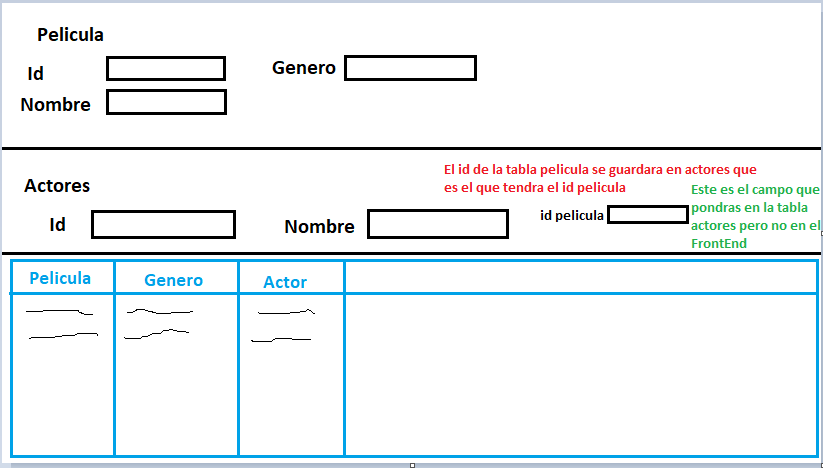 Pelicula
Id
Genero
Nombre
El id de la tabla pelicula se guardara en actores que
es el que tendra el id pelicula
Actores
Este es el campo que
pondras en la tabla
actores pero no en el
FrontEnd
Id
Nombre
id pelicula
Pelicula
Genero
Actor